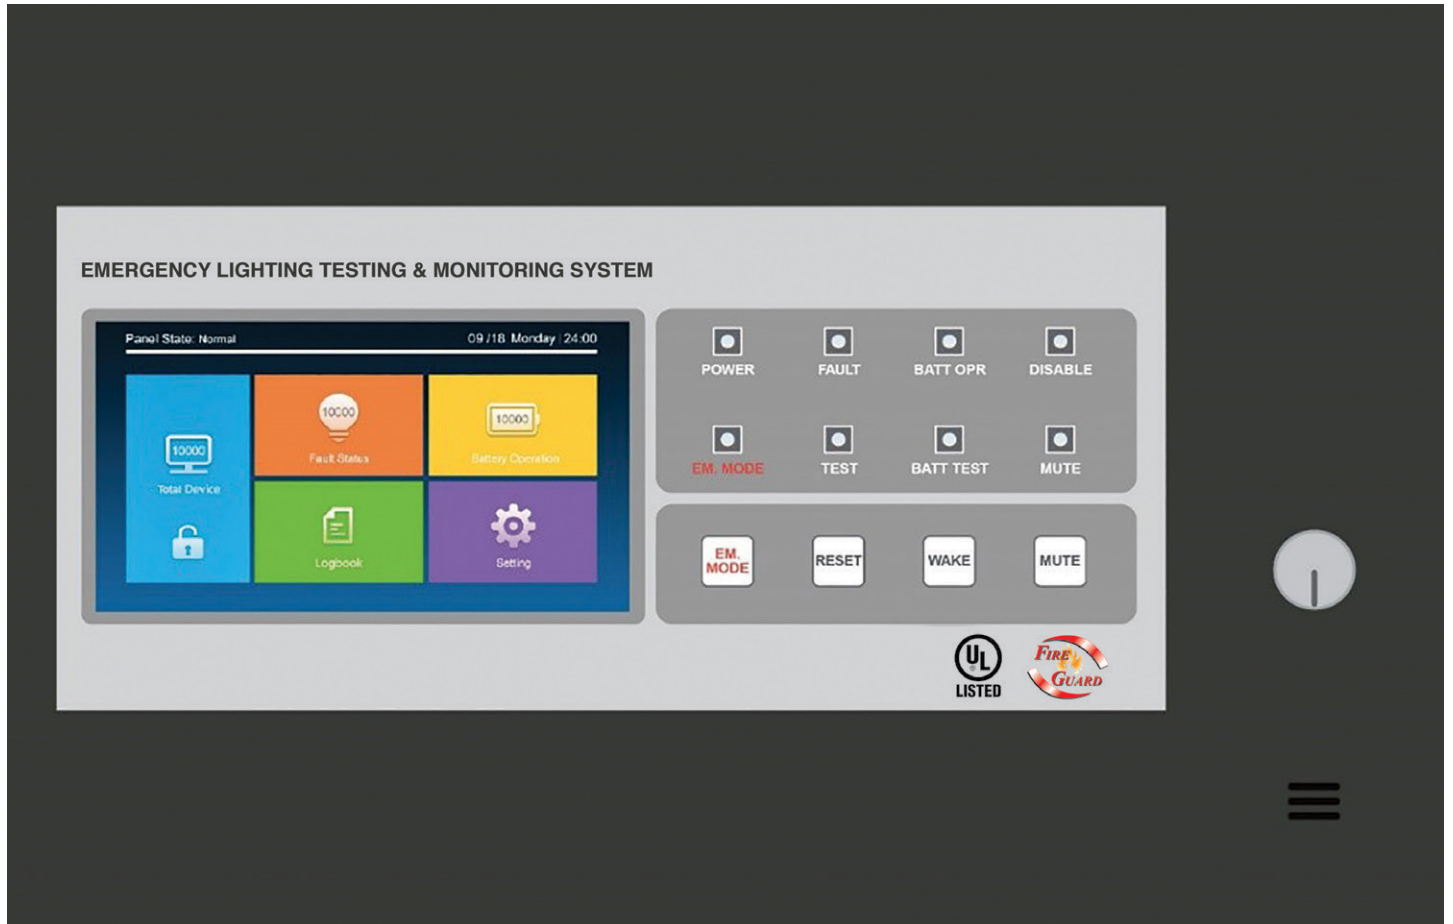 EMERGENCY LIGHTING TESTING & MONITORING SYSTEM
Panel State: Normal
09/18 Monday | 24:00
10000
Total Device
10000
Fault Status
10000
Battery Operation
Logbook
Setting
POWER
FAULT
BATT OPR
DISABLE
EM. MODE
TEST
BATT TEST
MUTE
EM.
MODE
RESET
WAKE
MUTE
UL
LISTED
FIRE
GUARD